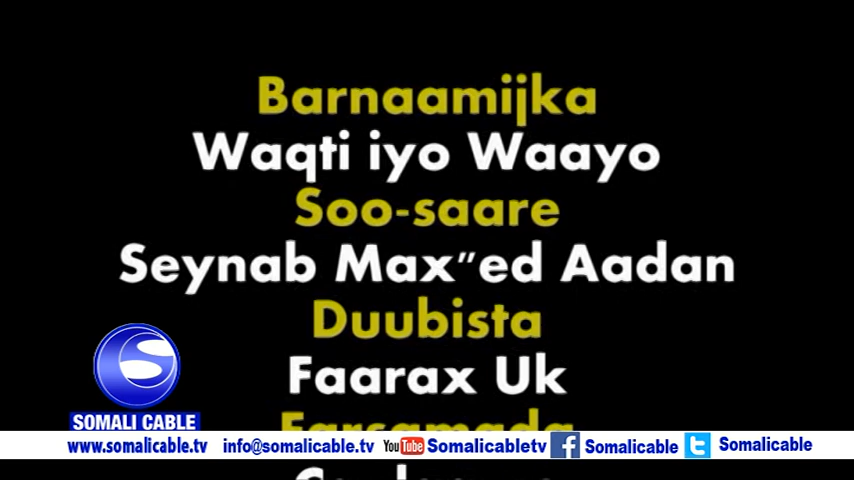 Barnaamijka
Waqti iyo Waayo
Soo-saare
Seynab Max"ed Aadan
Duubista
Faarax Uk
Farsamada
SOMALI CABLE
www.somalicable.tv info@somalicable.tv YouTube Somalicabletv Somalicable Somalicable